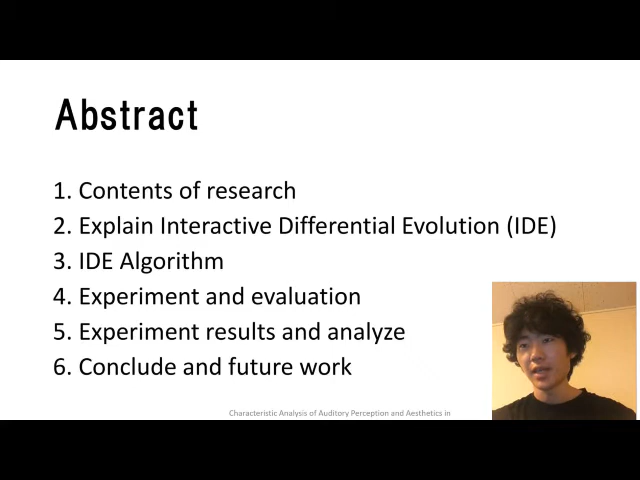 Abstract
1. Contents of research
2. Explain Interactive Differential Evolution (IDE)
3. IDE Algorithm
4. Experiment and evaluation
5. Experiment results and analyze
6. Conclude and future work
Characteristic Analysis of Auditory Perception and Aesthetics in